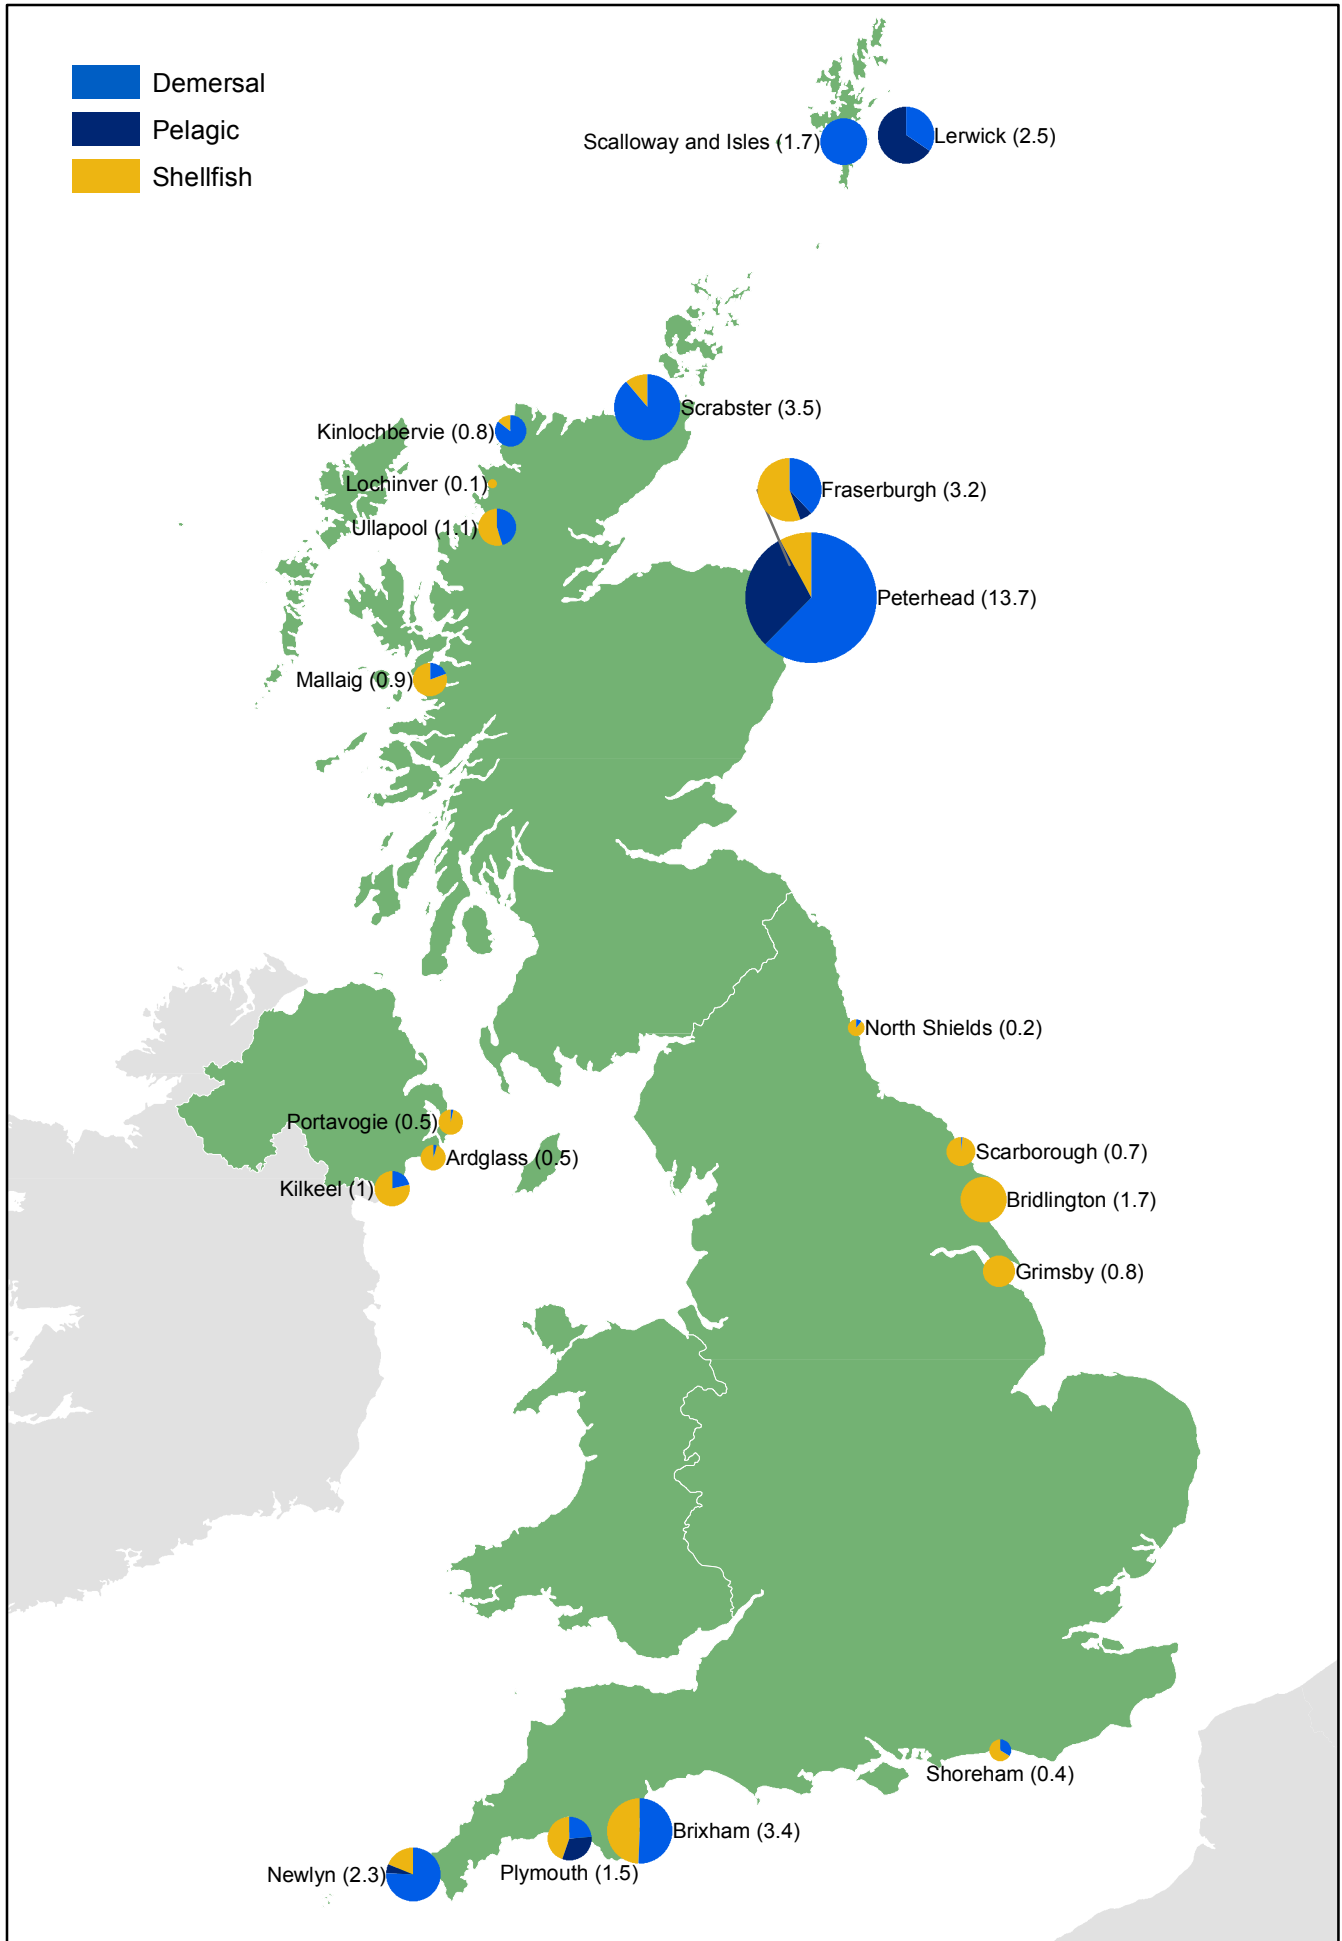 Demersal
Pelagic
Shellfish
Scalloway and Isles (1.7)
Lerwick (2.5)
Scrabster (3.5)
Kinlochbervie (0.8)
Lochinver (0.1)
Fraserburgh (3.2)
Ullapool (1.1)
Peterhead (13.7)
Mallaig (0.9)
North Shields (0.2)
Portavogie (0.5)
Ardglass (0.5)
Scarborough (0.7)
Kilkeel (1)
Bridlington (1.7)
Grimsby (0.8)
Shoreham (0.4)
Brixham (3.4)
Plymouth (1.5)
Newlyn (2.3)